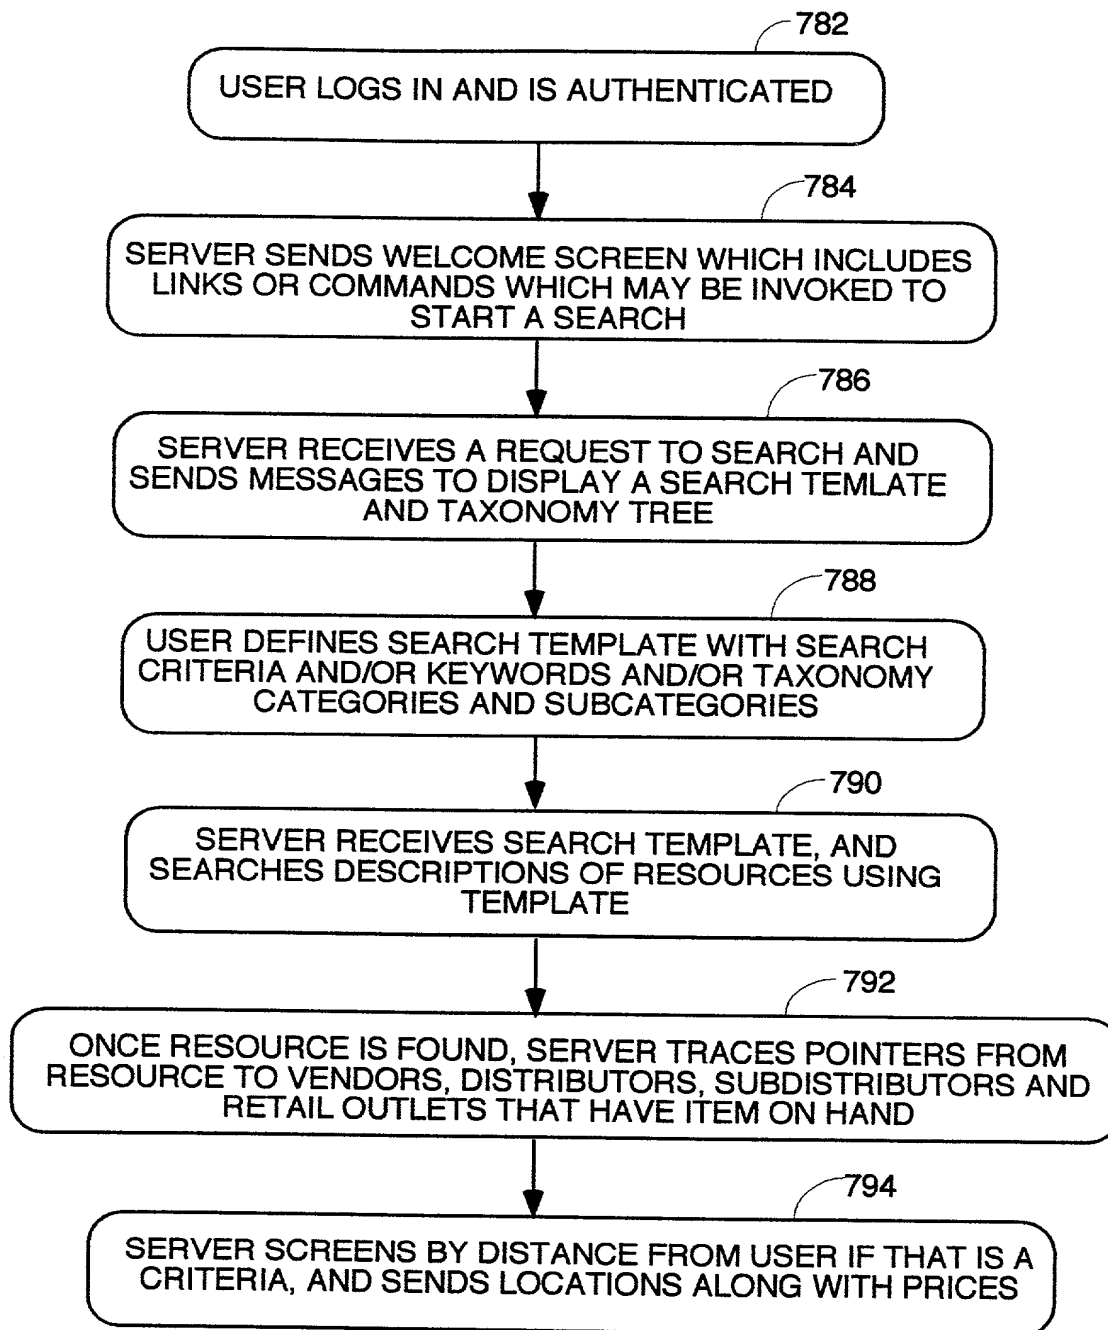 782
USER LOGS IN AND IS AUTHENTICATED
784
SERVER SENDS WELCOME SCREEN WHICH INCLUDES
LINKS OR COMMANDS WHICH MAY BE INVOKED TO
START A SEARCH
786
SERVER RECEIVES A REQUEST TO SEARCH AND
SENDS MESSAGES TO DISPLAY A SEARCH TEMLATE
AND TAXONOMY TREE
788
USER DEFINES SEARCH TEMPLATE WITH SEARCH
CRITERIA AND/OR KEYWORDS AND/OR TAXONOMY
CATEGORIES AND SUBCATEGORIES
790
SERVER RECEIVES SEARCH TEMPLATE, AND
SEARCHES DESCRIPTIONS OF RESOURCES USING
TEMPLATE
792
ONCE RESOURCE IS FOUND, SERVER TRACES POINTERS FROM
RESOURCE TO VENDORS, DISTRIBUTORS, SUBDISTRIBUTORS AND
RETAIL OUTLETS THAT HAVE ITEM ON HAND
794
SERVER SCREENS BY DISTANCE FROM USER IF THAT IS A
CRITERIA, AND SENDS LOCATIONS ALONG WITH PRICES